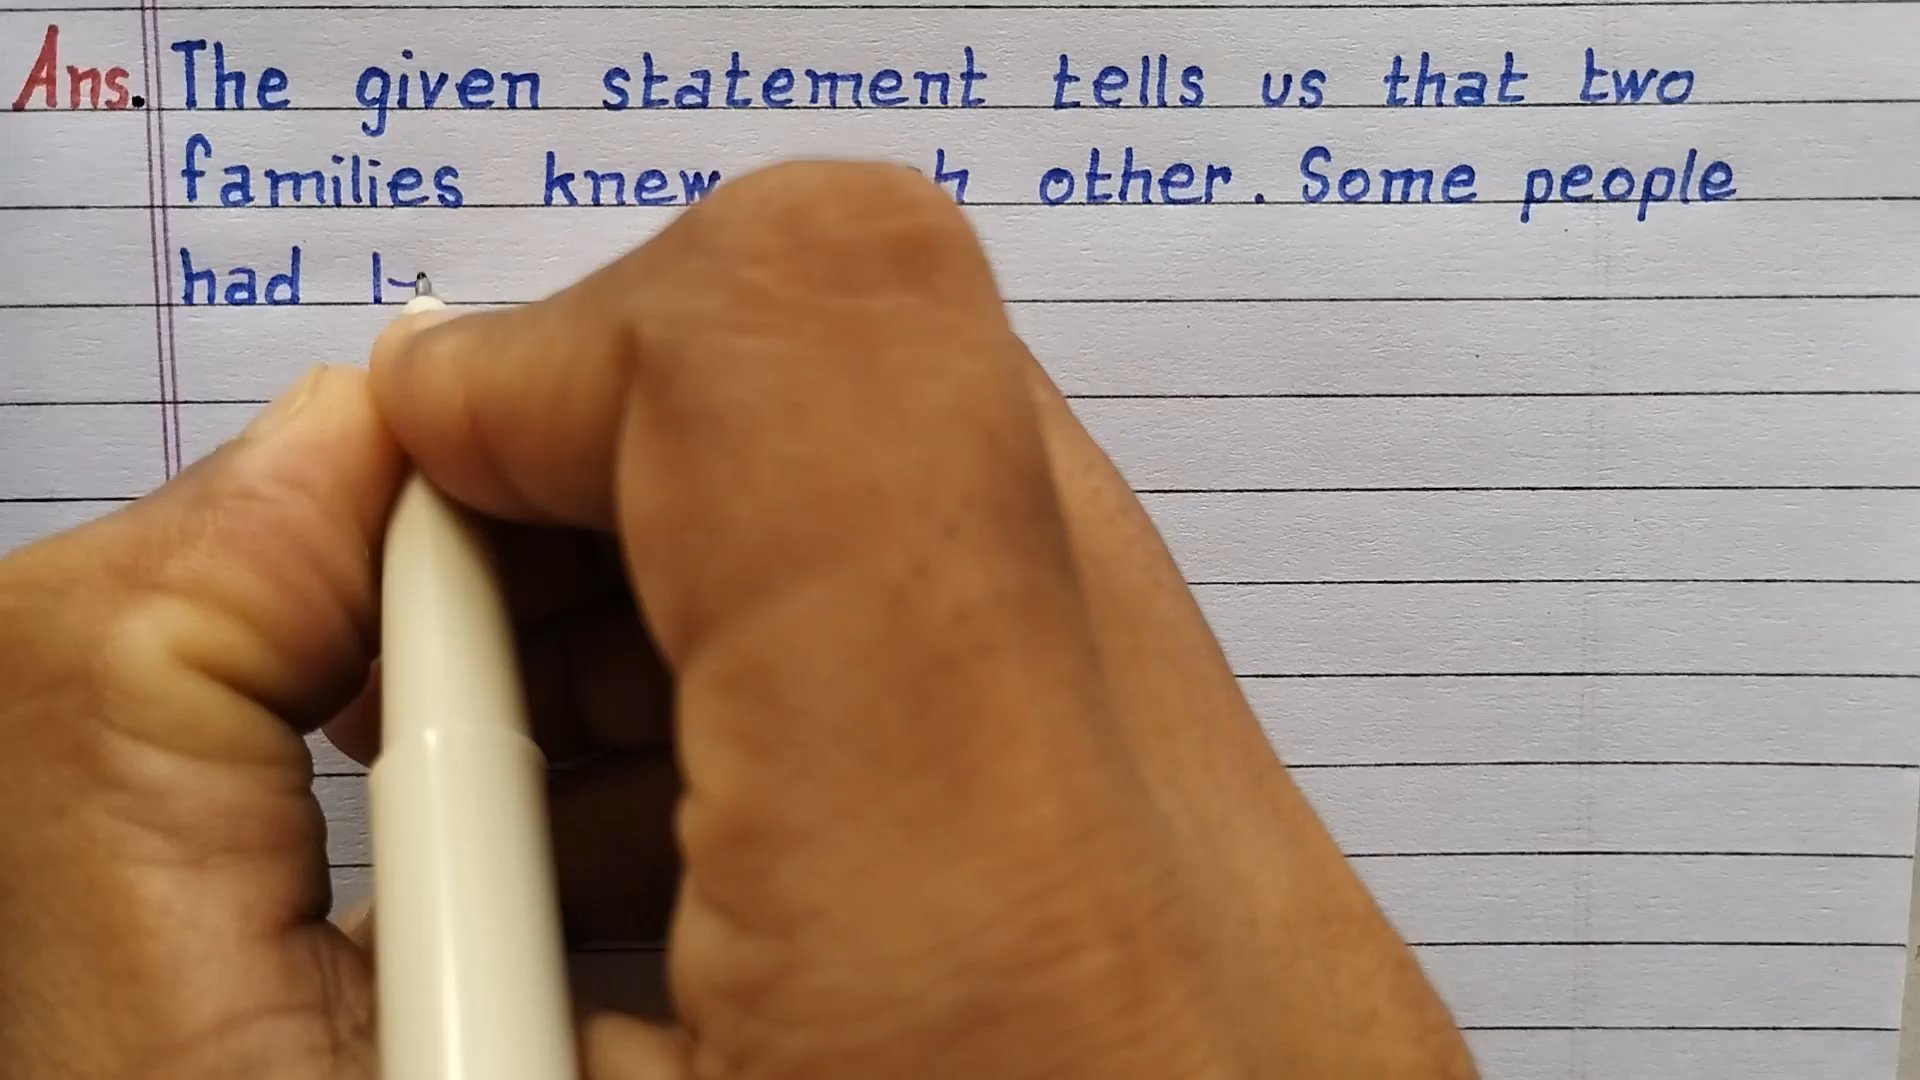 Ans. The given statement tells us that two
families knew other. Some people
had